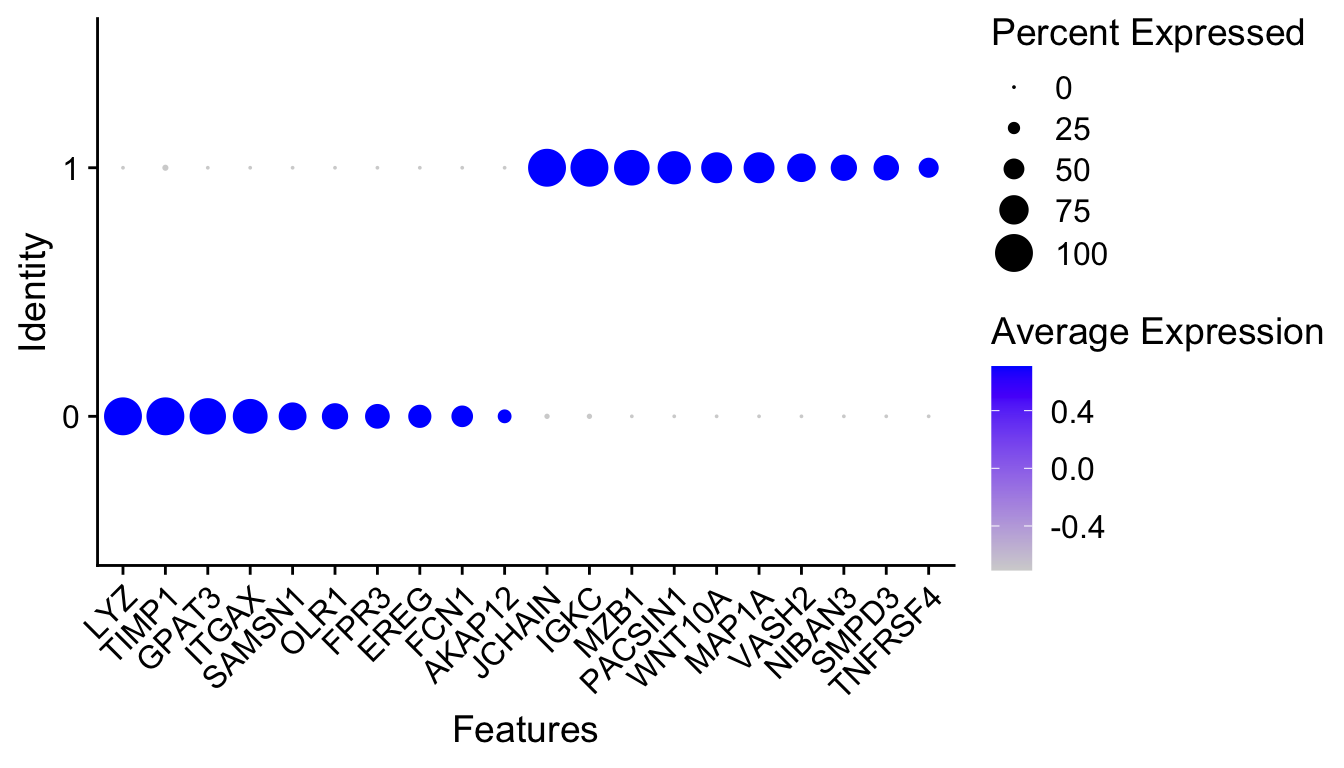 Percent Expressed
0
25
50
75
100
Average Expression
0.4
0.0
-0.4
Identity
1
0
LYZ
TIMP1
GPAT3
ITGAX
SAMSN1
OLR1
FPR3
EREG
FCN1
AKAP12
JCHAIN
IGKC
MZB1
PACSIN1
WNT10A
MAP1A
VASH2
NIBAN3
SMPD3
TNFRSF4
Features